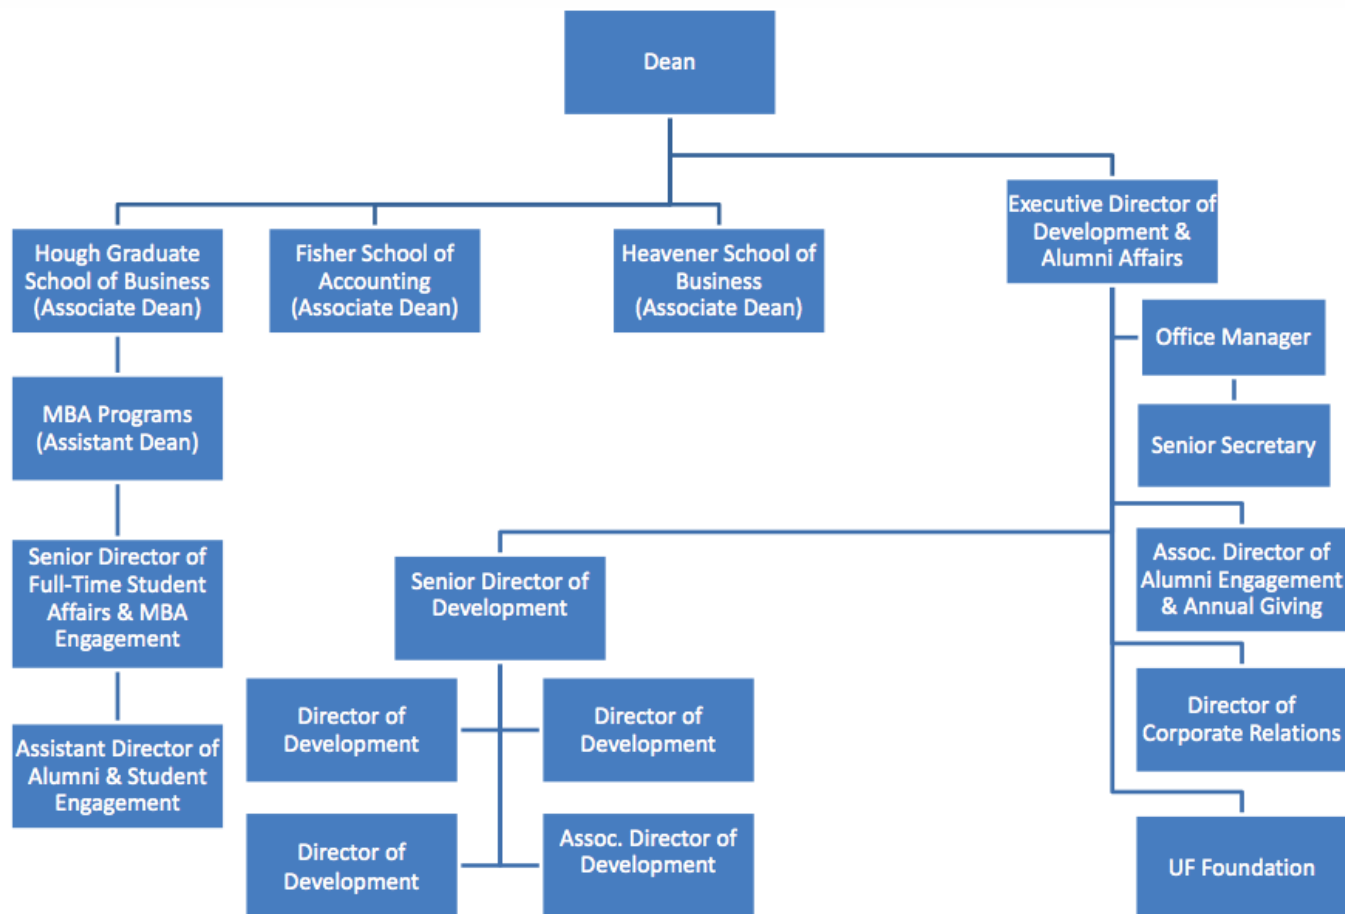 Dean
Executive Director of
Development &
Alumni Affairs
Hough Graduate
School of Business
(Associate Dean)
Fisher School of
Accounting
(Associate Dean)
Heavener School of
Business
(Associate Dean)
Office Manager
MBA Programs
(Assistant Dean)
Senior Secretary
Senior Director of
Full-Time Student
Affairs & MBA
Engagement
Senior Director of
Development
Assoc. Director of
Alumni Engagement
& Annual Giving
Director of
Development
Director of
Development
Director of
Corporate Relations
Assistant Director of
Alumni & Student
Engagement
Director of
Development
Assoc. Director of
Development
UF Foundation